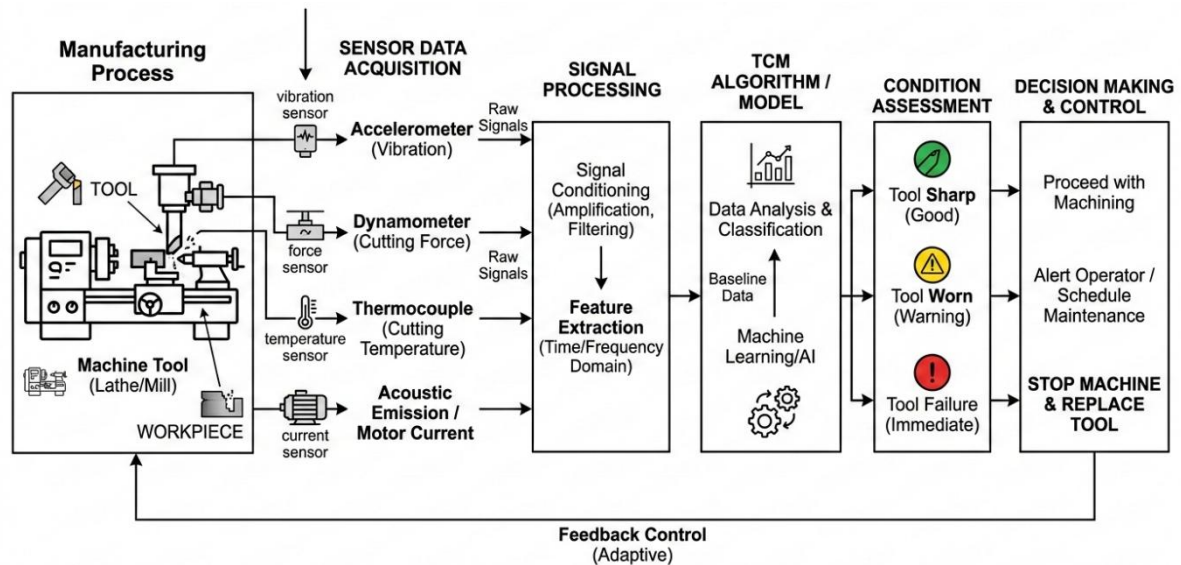 Manufacturing
Process
TOOL
Machine Tool
(Lathe/Mill)
WORKPIECE
SENSOR DATA
ACQUISITION
vibration
sensor
Accelerometer
(Vibration)
Raw
Signals
force
sensor
Dynamometer
(Cutting Force)
Raw
Signals
temperature
sensor
Thermocouple
(Cutting
Temperature)
current
sensor
Acoustic
Emission /
Motor Current
SIGNAL
PROCESSING
Signal
Conditioning
(Amplification,
Filtering)
Feature
Extraction
(Time/Frequency
Domain)
TCM
ALGORITHM /
MODEL
Data Analysis &
Classification
Baseline
Data
Machine
Learning/AI
CONDITION
ASSESSMENT
Tool Sharp
(Good)
Tool Worn
(Warning)
Tool Failure
(Immediate)
DECISION MAKING
& CONTROL
Proceed with
Machining
Alert Operator /
Schedule
Maintenance
STOP MACHINE
& REPLACE
TOOL
Feedback Control
(Adaptive)